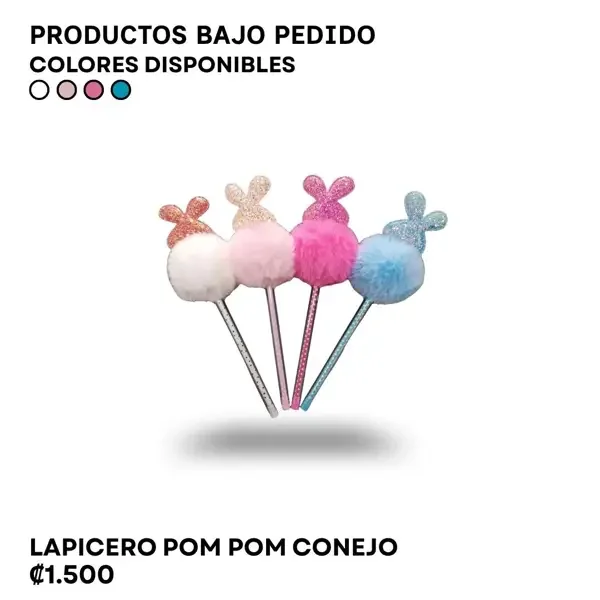 PRODUCTOS BAJO PEDIDO
COLORES DISPONIBLES
LAPICERO POM POM CONEJO
₡1.500